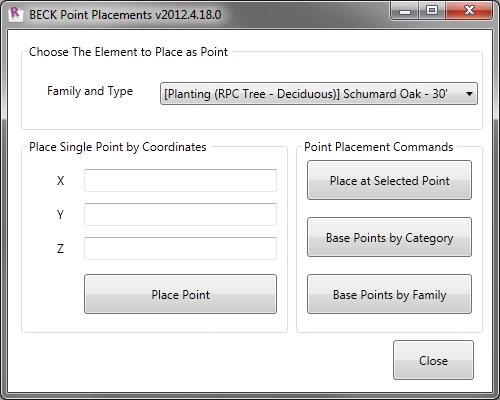 R BECK Point Placements v2012.4.18.0
Choose The Element to Place as Point
Family and Type
[Planting (RPC Tree - Deciduous)] Schumard Oak - 30'
Place Single Point by Coordinates
X
Y
Z
Place Point
Point Placement Commands
Place at Selected Point
Base Points by Category
Base Points by Family
Close